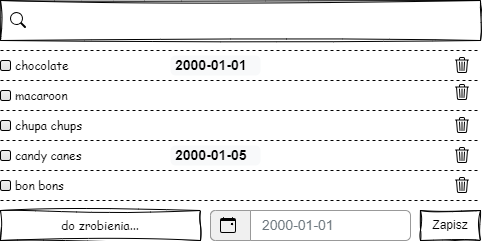 chocolate 2000-01-01
macaroon
chupa chups
candy canes 2000-01-05
bon bons
do zrobienia... 2000-01-01 Zapisz